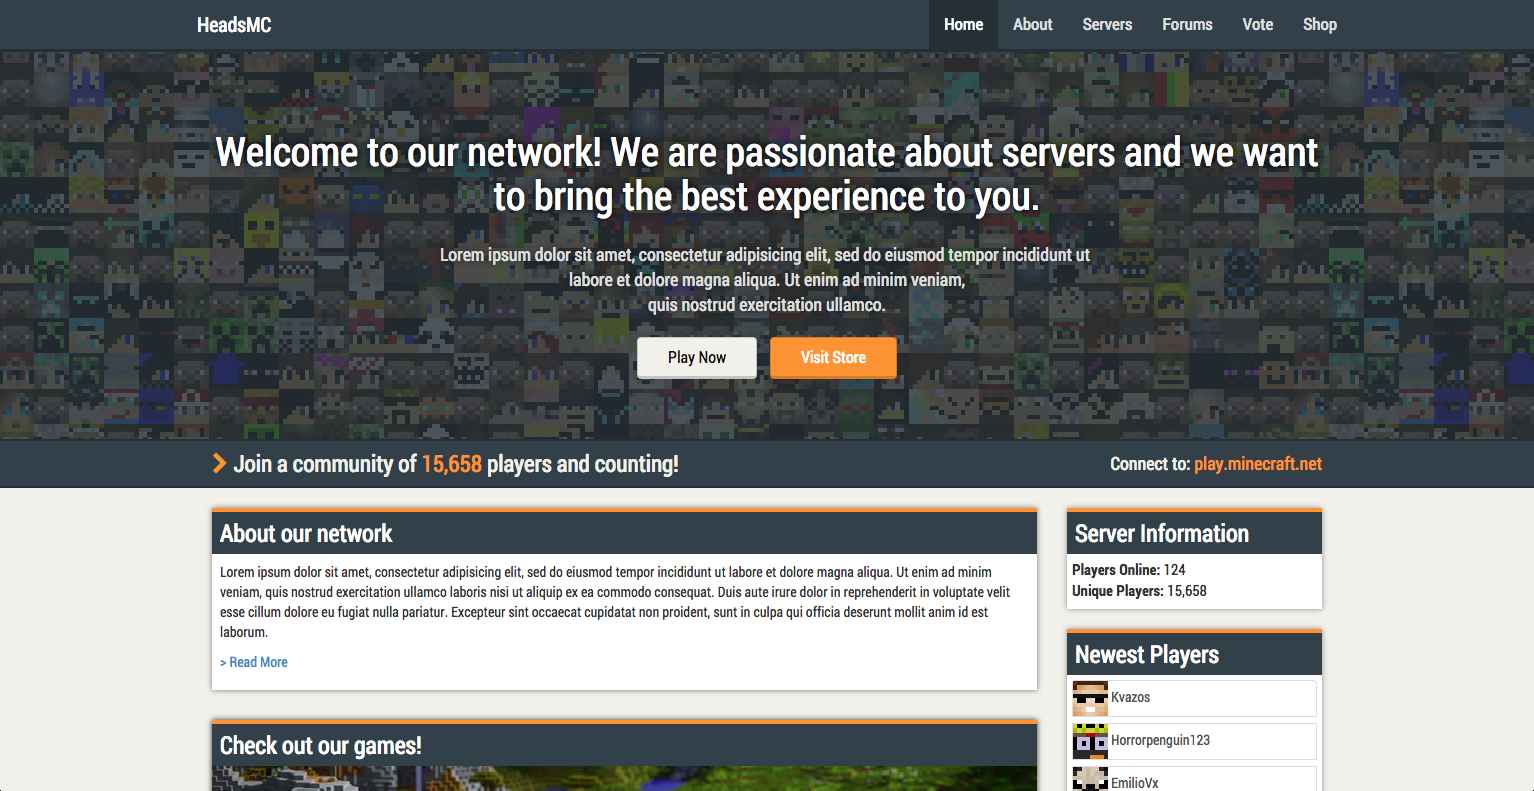 HeadsMC
Home About Servers Forums Vote Shop
Welcome to our network! We are passionate about servers and we want
to bring the best experience to you.
Lorem ipsum dolor sit amet, consectetur adipisicing elit, sed do eiusmod tempor incididunt ut
labore et dolore magna aliqua. Ut enim ad minim veniam,
quis nostrud exercitation ullamco.
Play Now
Visit Store
Join a community of 15,658 players and counting!
Connect to: play.minecraft.net
About our network
Lorem ipsum dolor sit amet, consectetur adipisicing elit, sed do eiusmod tempor incididunt ut labore et dolore magna aliqua. Ut enim ad minim
veniam, quis nostrud exercitation ullamco laboris nisi ut aliquip ex ea commodo consequat. Duis aute irure dolor in reprehenderit in voluptate velit
esse cillum dolore eu fugiat nulla pariatur. Excepteur sint occaecat cupidatat non proident, sunt in culpa qui officia deserunt mollit anim id est
laborum.
> Read More
Check out our games!
Server Information
Players Online: 124
Unique Players: 15,658
Newest Players
Kvazos
Horrorpenguin123
EmilioVx